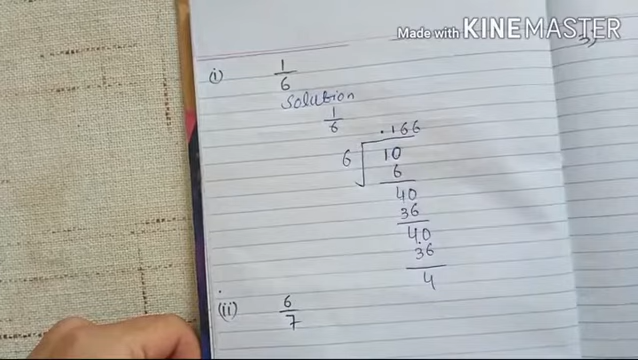 Made with KINEMASTER
(i) 1/6
Solution
1/6
.166
6 10
6
40
36
40
36
4
(ii) 6/7